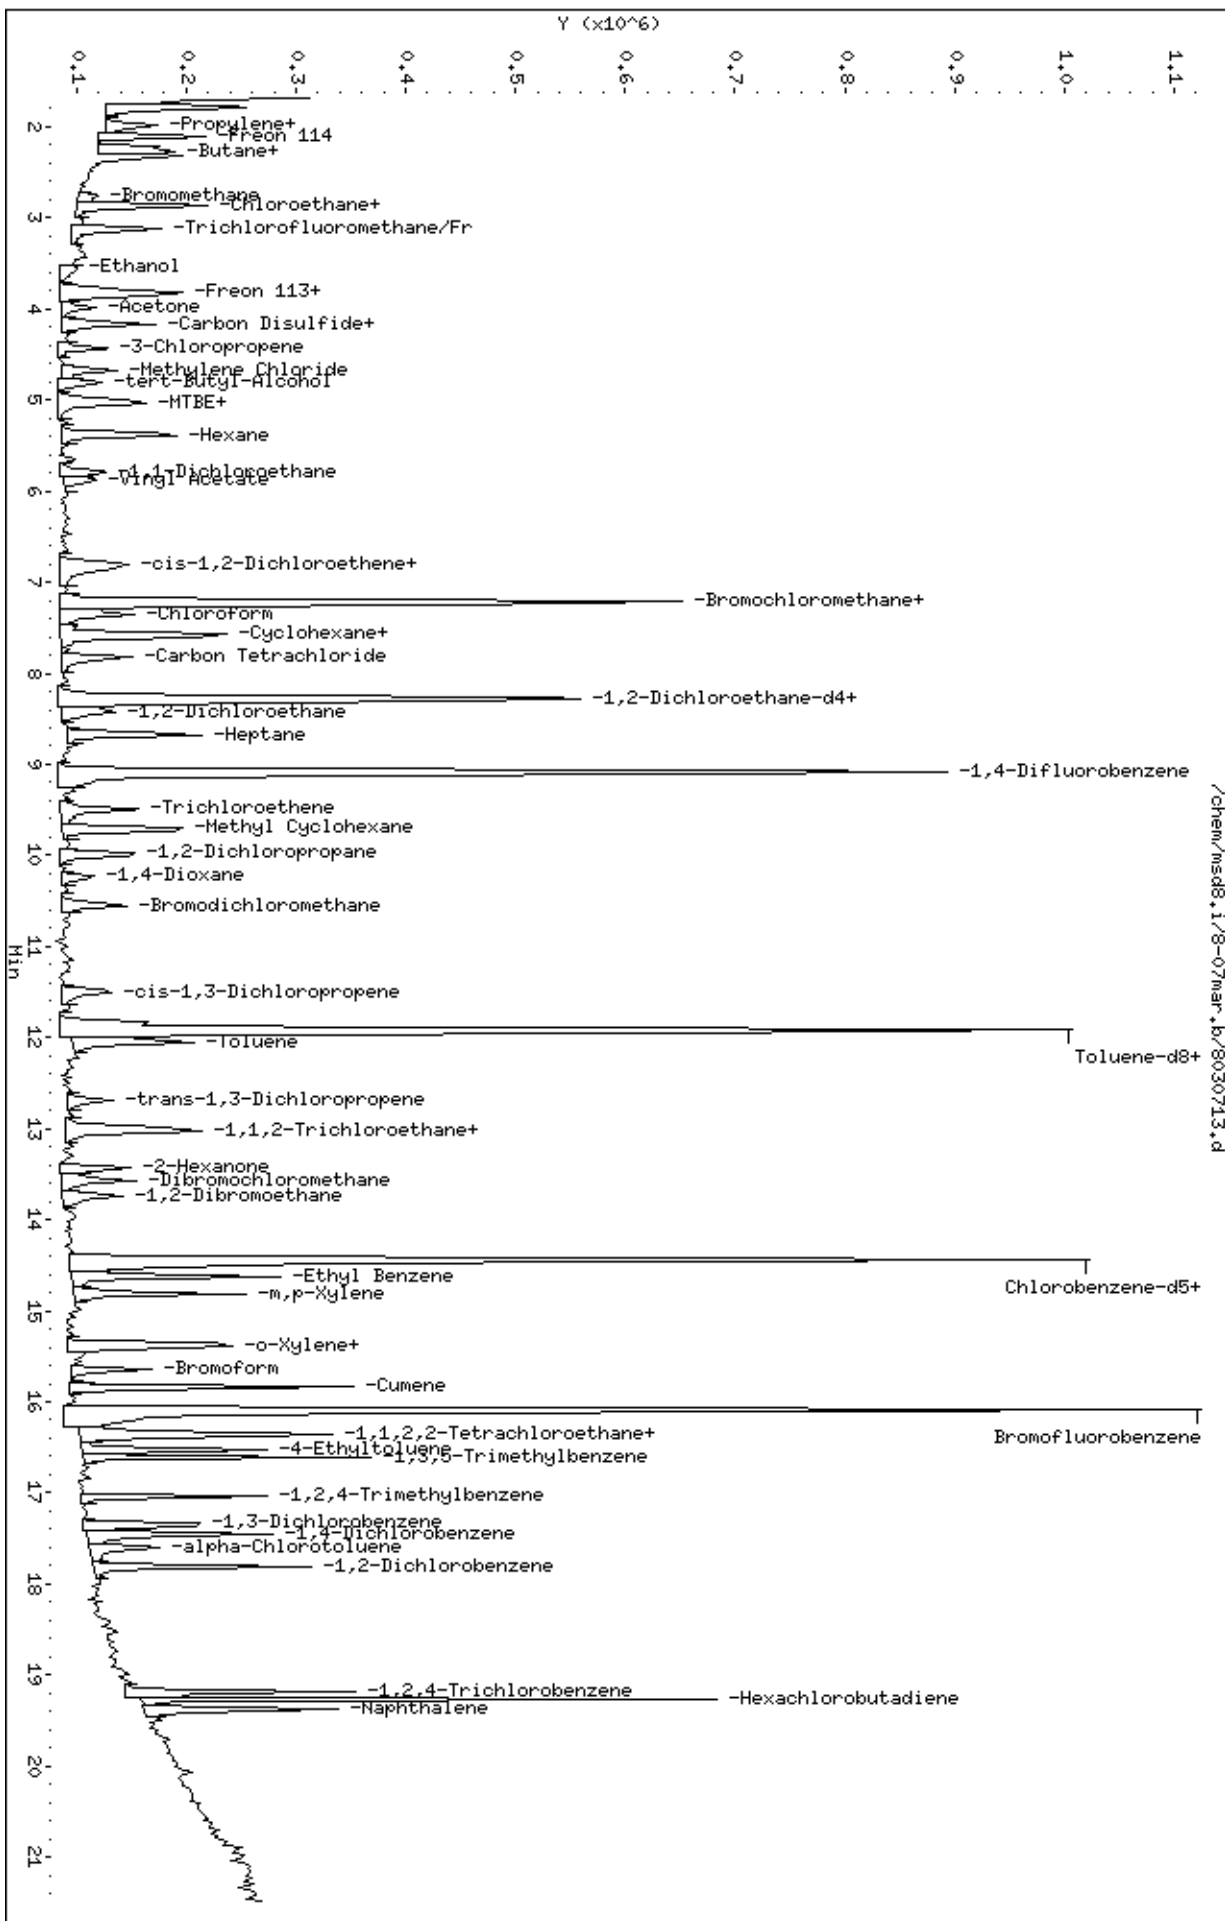 Y (x10^6)
0.1
0.2
0.3
0.4
0.5
0.6
0.7
0.8
0.9
1.0
1.1
2
3
4
5
6
7
8
9
10
11
12
13
14
15
16
17
18
19
20
21
Min
/chem/msd8.i/8-07mar.b/8030713.d
-Propylene+
-Freon 114
-Butane+
-Bromomethane
-Chloroethane+
-Trichlorofluoromethane/Fr
-Ethanol
-Freon 113+
-Acetone
-Carbon Disulfide+
-3-Chloropropene
-Methylene Chloride
-tert-Butyl-Alcohol
-MTBE+
-Hexane
-1,1-Dichloroethane
-Vinyl Acetate
-cis-1,2-Dichloroethene+
-Bromochloromethane+
-Chloroform
-Cyclohexane+
-Carbon Tetrachloride
-1,2-Dichloroethane-d4+
-1,2-Dichloroethane
-Heptane
-1,4-Difluorobenzene
-Trichloroethene
-Methyl Cyclohexane
-1,2-Dichloropropane
-1,4-Dioxane
-Bromodichloromethane
-cis-1,3-Dichloropropene
-Toluene
Toluene-d8+
-trans-1,3-Dichloropropene
-1,1,2-Trichloroethane+
-2-Hexanone
-Dibromochloromethane
-1,2-Dibromoethane
-Ethyl Benzene
Chlorobenzene-d5+
-m,p-Xylene
-o-Xylene+
-Bromoform
-Cumene
-1,1,2,2-Tetrachloroethane+
Bromofluorobenzene
-4-Ethyltoluene
-1,3,5-Trimethylbenzene
-1,2,4-Trimethylbenzene
-1,3-Dichlorobenzene
-1,4-Dichlorobenzene
-alpha-Chlorotoluene
-1,2-Dichlorobenzene
-1,2,4-Trichlorobenzene
-Hexachlorobutadiene
-Naphthalene